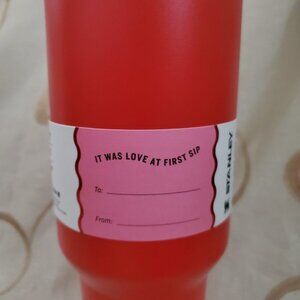 IT WAS LOVE AT FIRST SIP
To:
From:
STANLEY